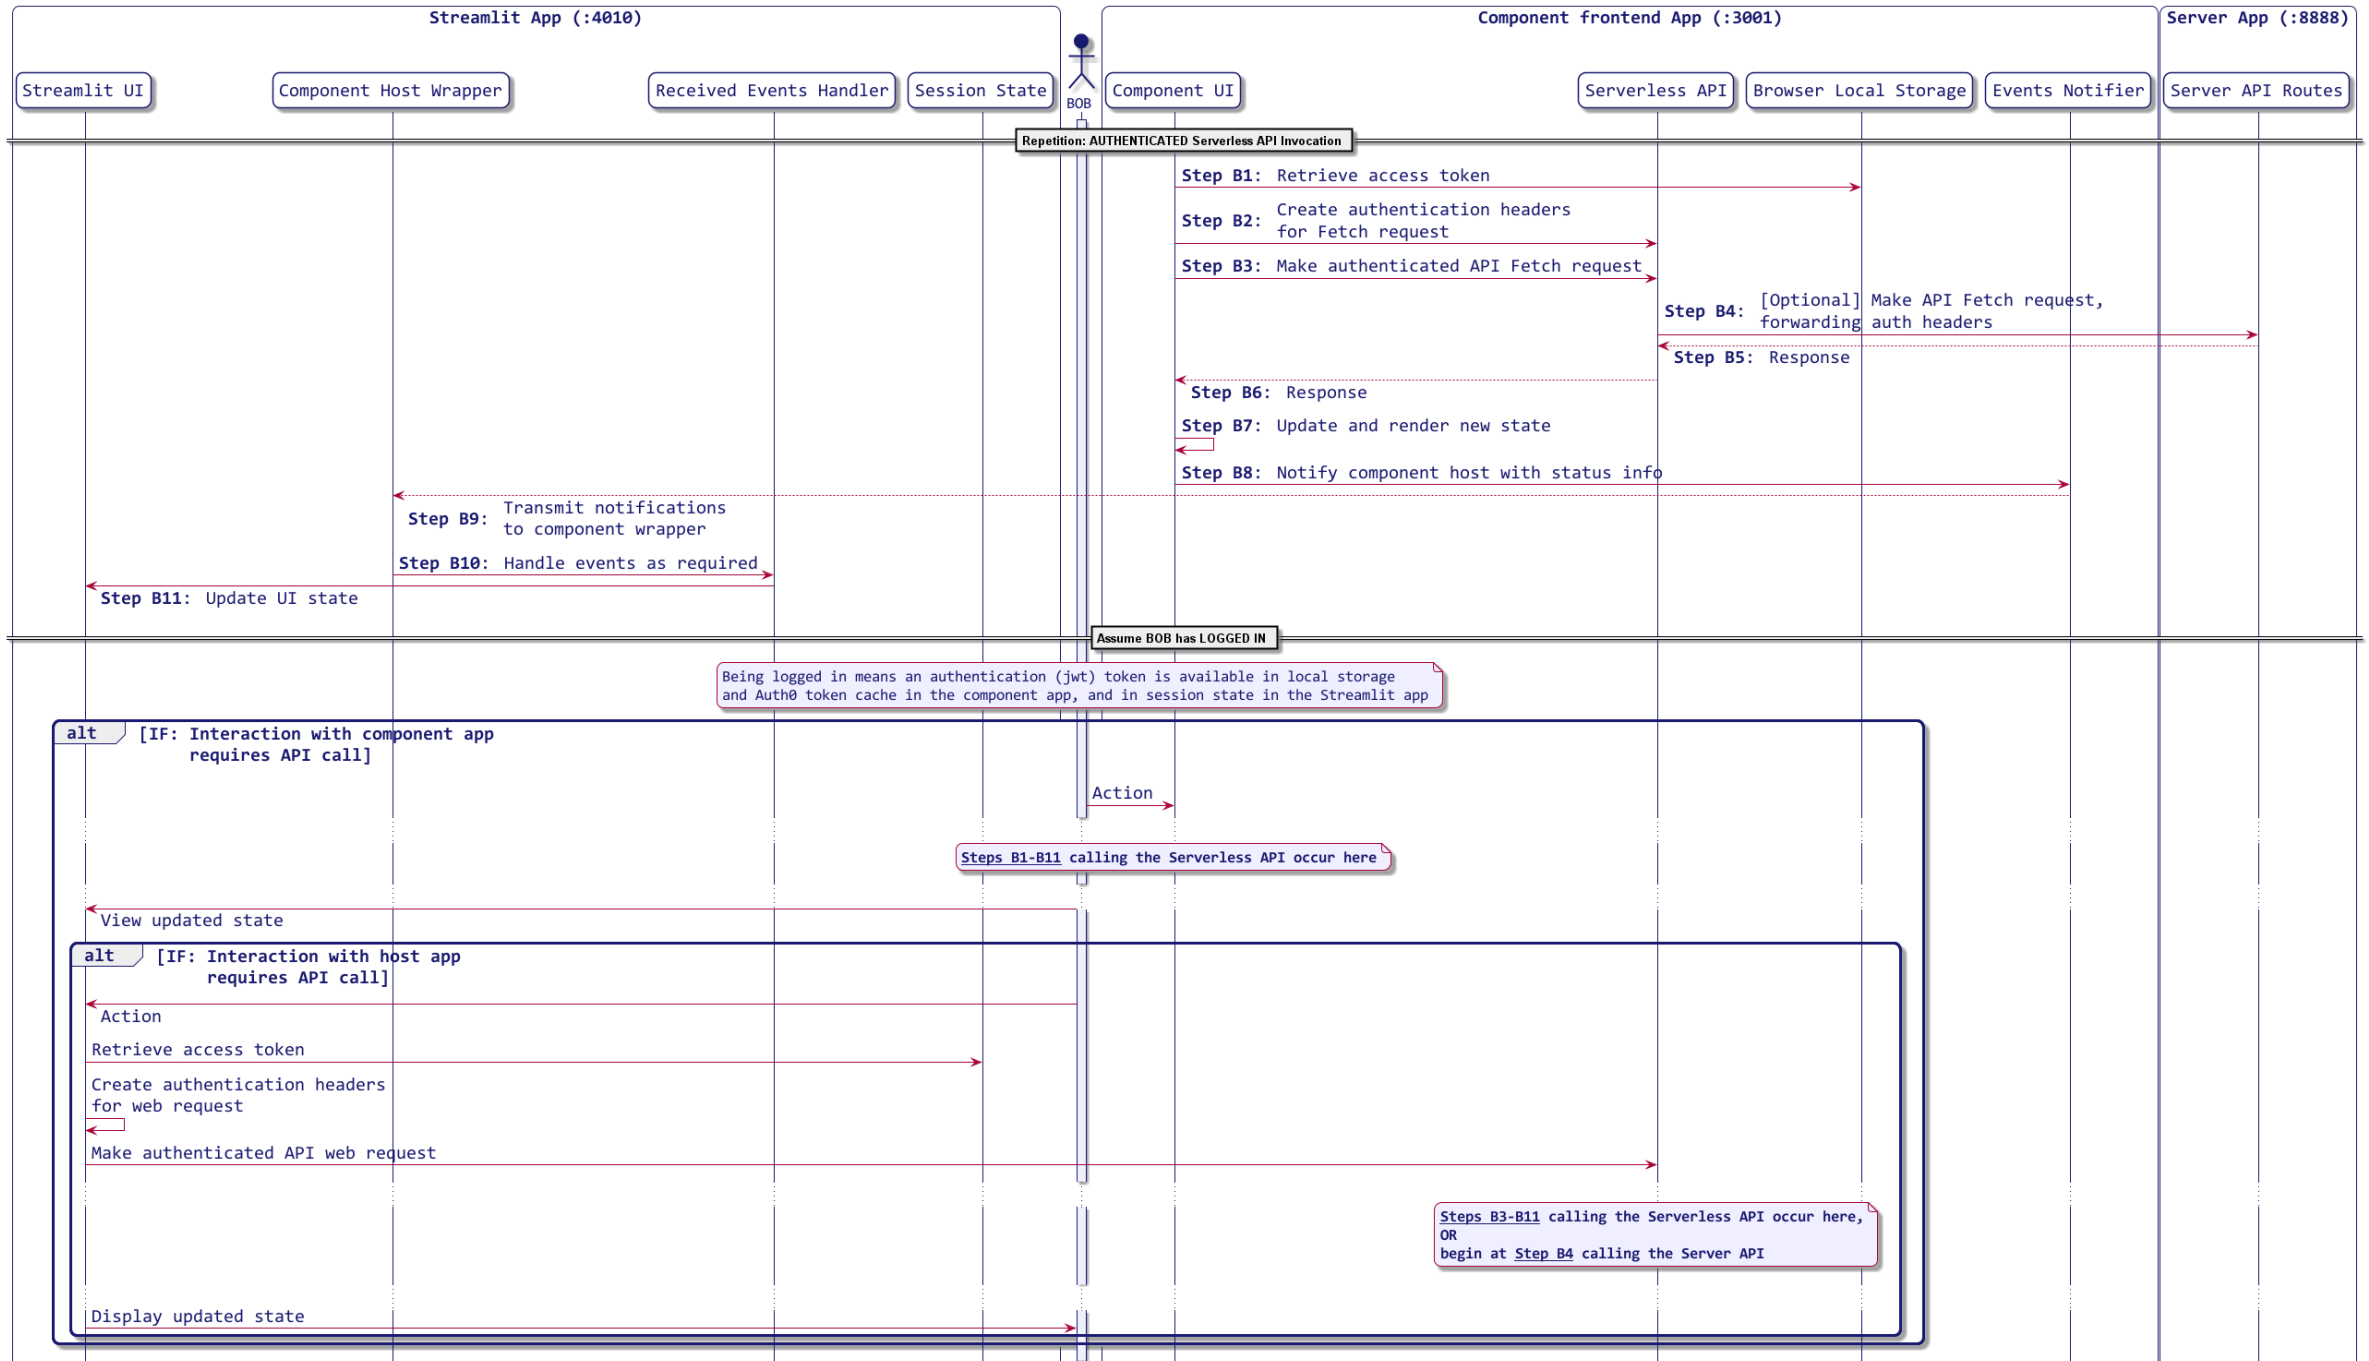 Streamlit App (:4010)
Component frontend App (:3001)
Server App (:8888)
Streamlit UI
Component Host Wrapper
Received Events Handler
Session State
BOB
Component UI
Serverless API
Browser Local Storage
Events Notifier
Server API Routes
Repetition: AUTHENTICATED Serverless API Invocation
Step B1: Retrieve access token
Step B2: Create authentication headers
for Fetch request
Step B3: Make authenticated API Fetch request
Step B4: [Optional] Make API Fetch request,
forwarding auth headers
Step B5: Response
Step B6: Response
Step B7: Update and render new state
Step B8: Notify component host with status info
Step B9: Transmit notifications
to component wrapper
Step B10: Handle events as required
Step B11: Update UI state
Assume BOB has LOGGED IN
Being logged in means an authentication (jwt) token is available in local storage
and Auth0 token cache in the component app, and in session state in the Streamlit app
alt [IF: Interaction with component app
requires API call]
Action
Steps B1-B11 calling the Serverless API occur here
View updated state
alt [IF: Interaction with host app
requires API call]
Action
Retrieve access token
Create authentication headers
for web request
Make authenticated API web request
Steps B3-B11 calling the Serverless API occur here,
OR
begin at Step B4 calling the Server API
Display updated state